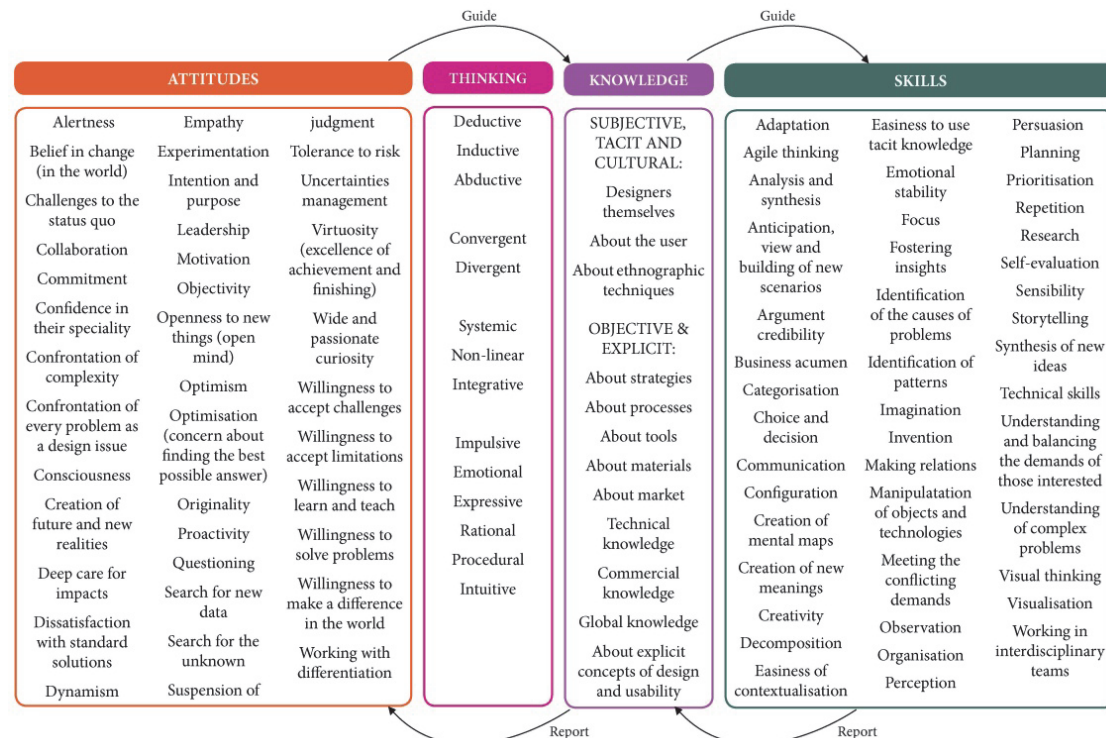 Guide
Guide
ATTITUDES
Alertness
Belief in change
(in the world)
Challenges to the
status quo
Collaboration
Commitment
Confidence in
their speciality
Confrontation of
complexity
Confrontation of
every problem as
a design issue
Consciousness
Creation of
future and new
realities
Deep care for
impacts
Dissatisfaction
with standard
solutions
Dynamism
Empathy
Experimentation
Intention and
purpose
Leadership
Motivation
Objectivity
Openness to new
things (open
mind)
Optimism
Optimisation
(concern about
finding the best
possible answer)
Originality
Proactivity
Questioning
Search for new
data
Search for the
unknown
Suspension of
judgment
Tolerance to risk
Uncertainties
management
Virtuosity
(excellence of
achievement and
finishing)
Wide and
passionate
curiosity
Willingness to
accept challenges
Willingness to
accept limitations
Willingness to
learn and teach
Willingness to
solve problems
Willingness to
make a difference
in the world
Working with
differentiation
THINKING
Deductive
Inductive
Abductive
Convergent
Divergent
Systemic
Non-linear
Integrative
Impulsive
Emotional
Expressive
Rational
Procedural
Intuitive
KNOWLEDGE
SUBJECTIVE,
TACIT AND
CULTURAL:
Designers
themselves
About the user
About ethnographic
techniques
OBJECTIVE &
EXPLICIT:
About strategies
About processes
About tools
About materials
About market
Technical
knowledge
Commercial
knowledge
Global knowledge
About explicit
concepts of design
and usability
SKILLS
Adaptation
Agile thinking
Analysis and
synthesis
Anticipation,
view and
building of new
scenarios
Argument
credibility
Business acumen
Categorisation
Choice and
decision
Communication
Configuration
Creation of
mental maps
Creation of new
meanings
Creativity
Decomposition
Easiness of
contextualisation
Easiness to use
tacit knowledge
Emotional
stability
Focus
Fostering
insights
Identification
of the causes of
problems
Identification of
patterns
Imagination
Invention
Making relations
Manipulatation
of objects and
technologies
Meeting the
conflicting
demands
Observation
Organisation
Perception
Persuasion
Planning
Prioritisation
Repetition
Research
Self-evaluation
Sensibility
Storytelling
Synthesis of new
ideas
Technical skills
Understanding
and balancing
the demands of
those interested
Understanding
of complex
problems
Visual thinking
Visualisation
Working in
interdisciplinary
teams
Report
Report